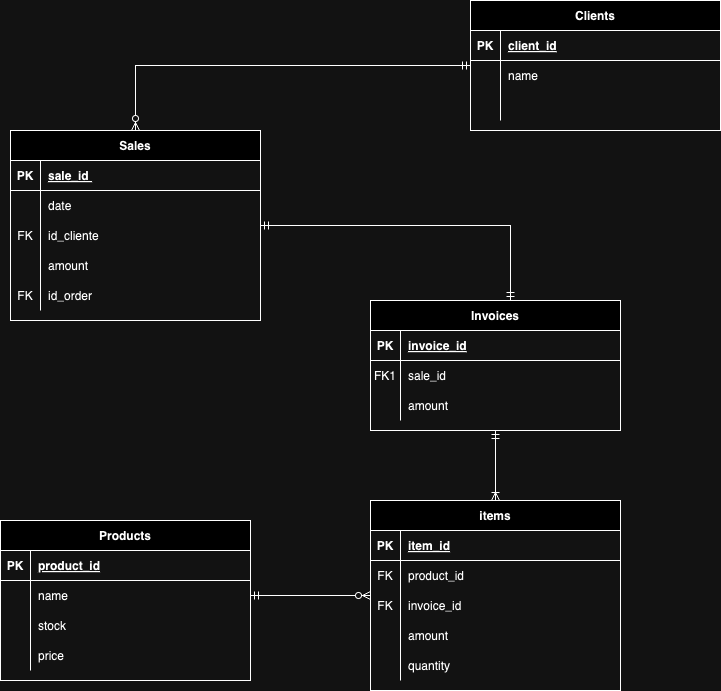 Clients
PK client_id
name
Sales
PK sale_id
date
FK id_cliente
amount
FK id_order
Invoices
PK invoice_id
FK1 sale_id
amount
Products
PK product_id
name
stock
price
items
PK item_id
FK product_id
FK invoice_id
amount
quantity